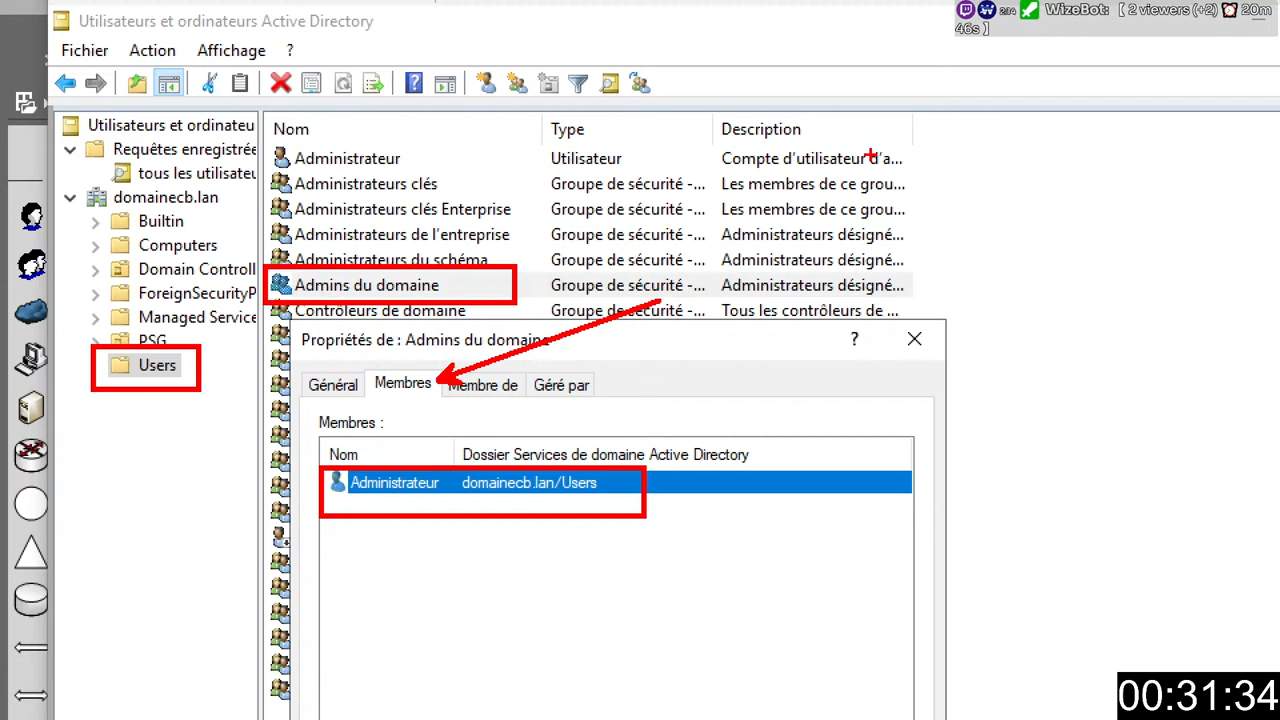 Utilisateurs et ordinateurs Active Directory
2/4 WizeBot: [ 2 viewers (+2) 20m
46s ]
Fichier Action Affichage ?
Utilisateurs et ordinateu
Requêtes enregistrée
tous les utilisateu
domainecb.lan
Builtin
Computers
Domain Controll
ForeignSecurityP
Managed Service
PSG
Users
Nom Type Description
Administrateur Utilisateur Compte d'utilisateur d'a...
Administrateurs clés Groupe de sécurité -... Les membres de ce grou...
Administrateurs clés Enterprise Groupe de sécurité -... Les membres de ce grou...
Administrateurs de l'entreprise Groupe de sécurité -... Administrateurs désigné...
Administrateurs du schéma Groupe de sécurité -... Administrateurs désigné...
Admins du domaine Groupe de sécurité -... Administrateurs désigné...
Contrôleurs de domaine Groupe de sécurité -... Tous les contrôleurs de ...
Propriétés de : Admins du domaine ?
Général Membres Membre de Géré par
Membres :
Nom Dossier Services de domaine Active Directory
Administrateur domainecb.lan/Users
00:31:34